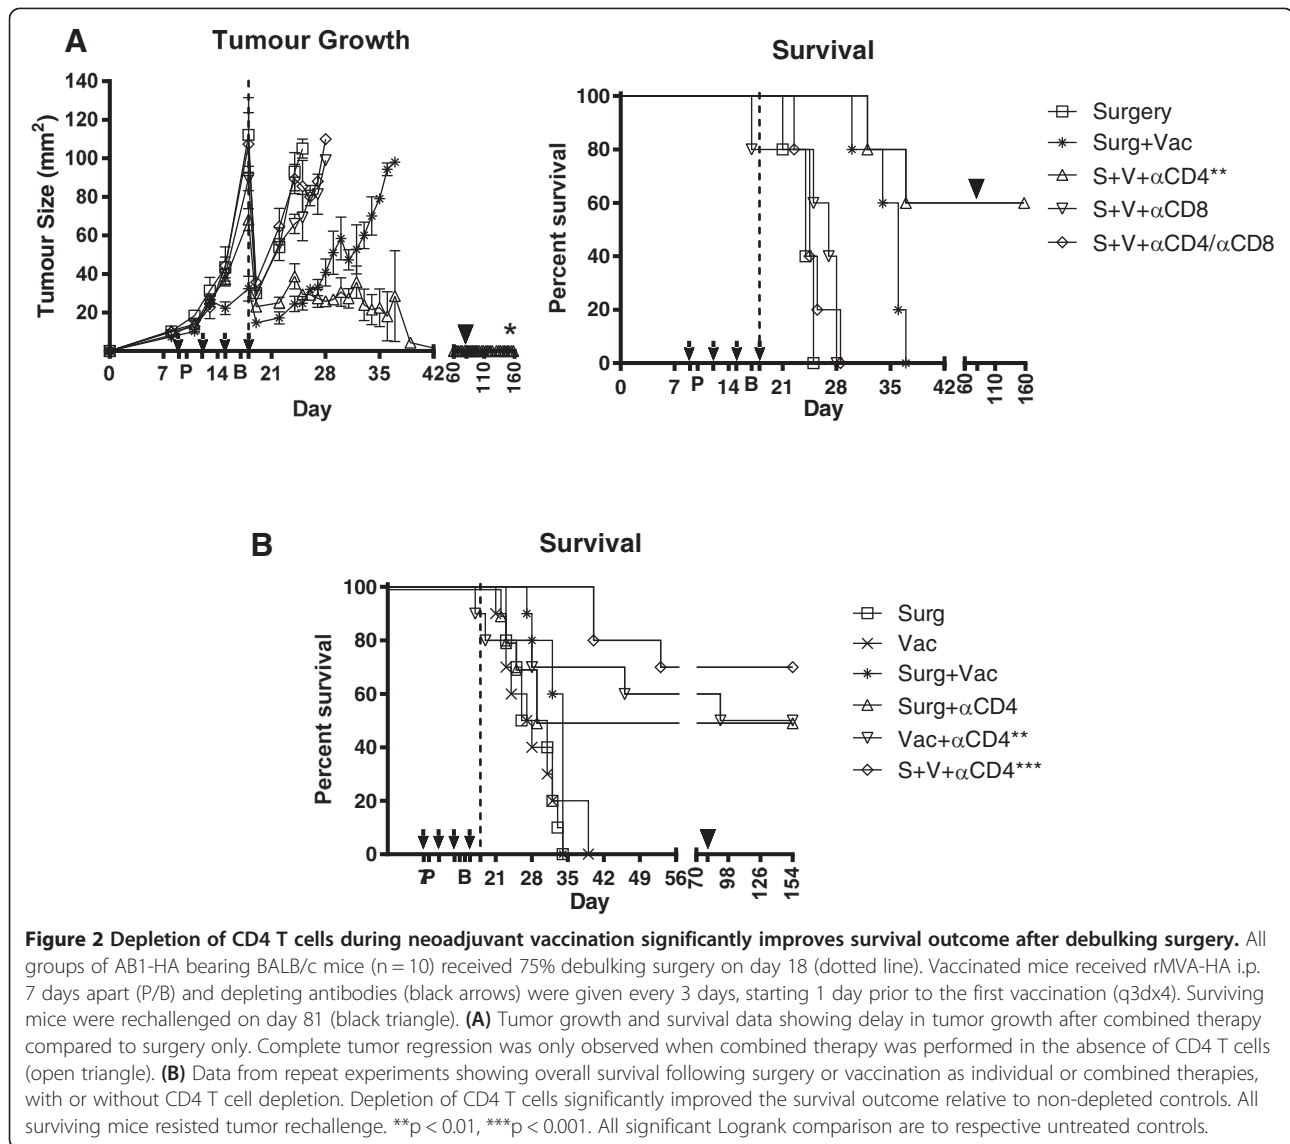 A
Tumour Growth
Tumour Size (mm2)
140
120
100
80
60
40
20
0 7 P 14 B 21 28 35 42 60 110 160
*
Day
Survival
Percent survival
100
80
60
40
20
0
0 7 P 14 B 21 28 35 42 60 110 160
Day
Surgery
Surg+Vac
S+V+αCD4**
S+V+αCD8
S+V+αCD4/αCD8
B
Survival
Percent survival
100
80
60
40
20
0
7P B 21 28 35 42 49 56 70 98 126 154
Day
Surg
Vac
Surg+Vac
Surg+αCD4
Vac+αCD4**
S+V+αCD4***
Figure 2 Depletion of CD4 T cells during neoadjuvant vaccination significantly improves survival outcome after debulking surgery. All
groups of AB1-HA bearing BALB/c mice (n = 10) received 75% debulking surgery on day 18 (dotted line). Vaccinated mice received rMVA-HA i.p.
7 days apart (P/B) and depleting antibodies (black arrows) were given every 3 days, starting 1 day prior to the first vaccination (q3dx4). Surviving
mice were rechallenged on day 81 (black triangle). (A) Tumor growth and survival data showing delay in tumor growth after combined therapy
compared to surgery only. Complete tumor regression was only observed when combined therapy was performed in the absence of CD4 T cells
(open triangle). (B) Data from repeat experiments showing overall survival following surgery or vaccination as individual or combined therapies,
with or without CD4 T cell depletion. Depletion of CD4 T cells significantly improved the survival outcome relative to non-depleted controls. All
surviving mice resisted tumor rechallenge. **p < 0.01, ***p < 0.001. All significant Logrank comparison are to respective untreated controls.